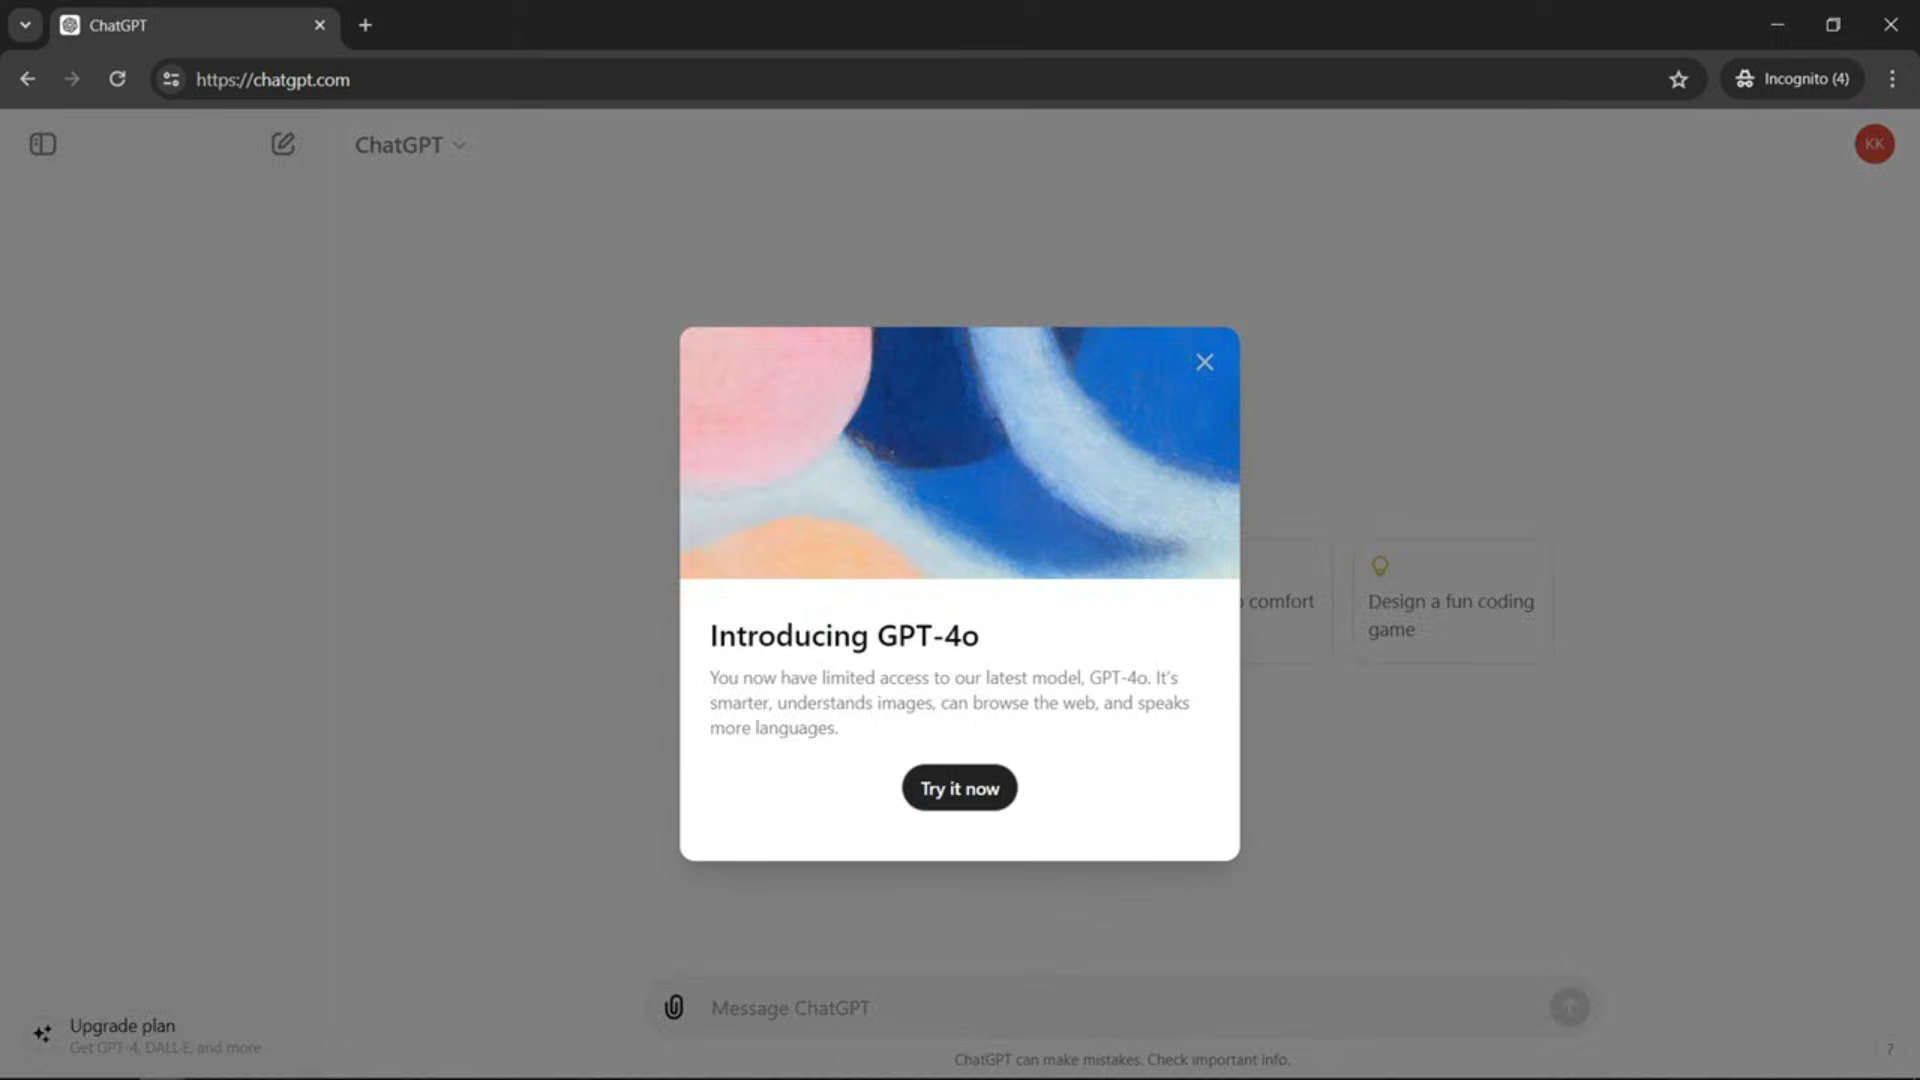 ChatGPT
https://chatgpt.com
Incognito (4)
ChatGPT
KK
comfort
Design a fun coding
game
Introducing GPT-4o
You now have limited access to our latest model, GPT-4o. It's
smarter, understands images, can browse the web, and speaks
more languages.
Try it now
Message ChatGPT
Upgrade plan
Get GPT-4, DALL·E, and more
ChatGPT can make mistakes. Check important info.
?